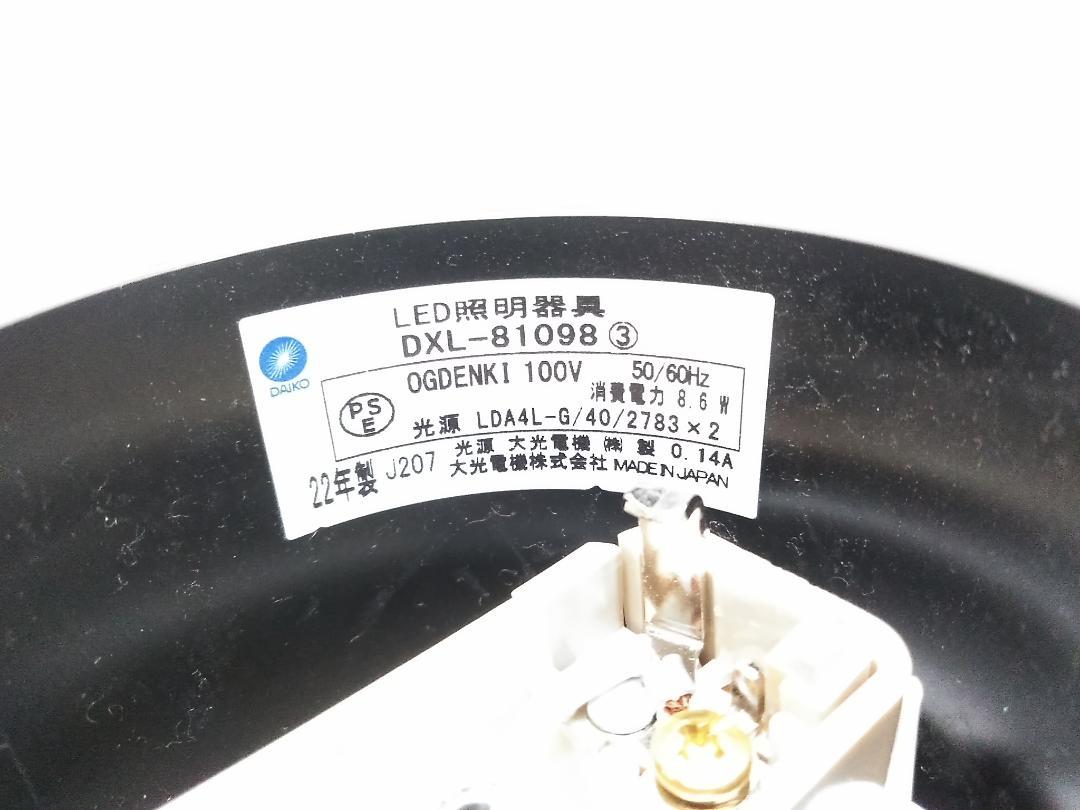 LED照明器具
DXL-81098 ③
DAIKO
OGDENKI 100V 50/60Hz
消費電力 8.6 W
PSE
光源 LDA4L-G/40/2783×2
光源 大光電機 ㈱ 製 0.14A
22年製 J207 大光電機株式会社 MADE IN JAPAN